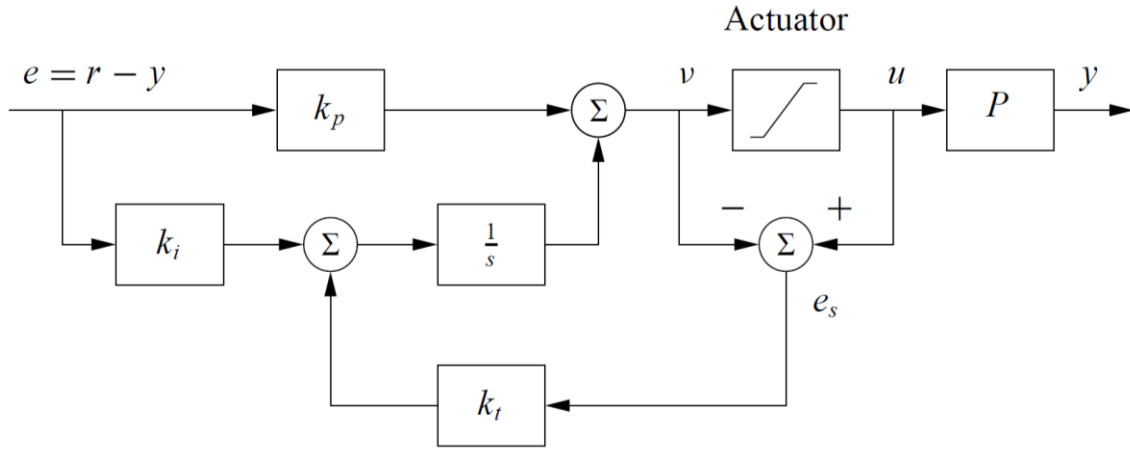 Actuator
e = r − y
k_p
Σ
v
u
P
y
k_i
Σ
1/s
−
Σ
+
e_s
k_t